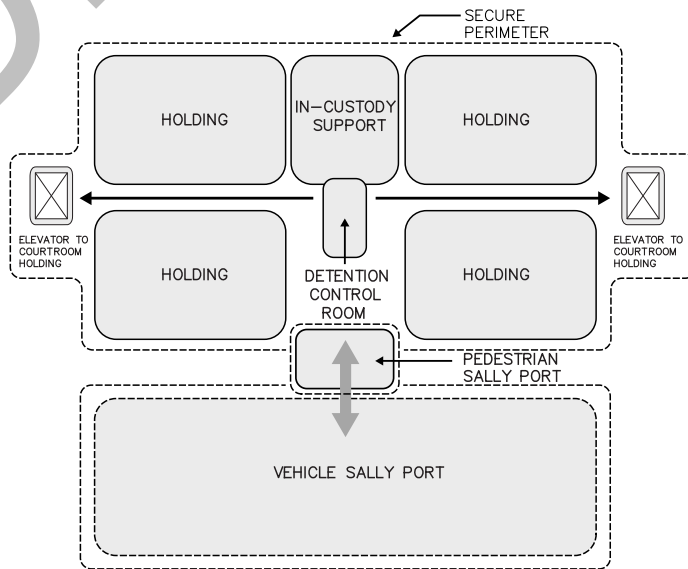 SECURE
PERIMETER
HOLDING
IN-CUSTODY
SUPPORT
HOLDING
ELEVATOR TO
COURTROOM
HOLDING
ELEVATOR TO
COURTROOM
HOLDING
HOLDING
DETENTION
CONTROL
ROOM
HOLDING
PEDESTRIAN
SALLY PORT
VEHICLE SALLY PORT